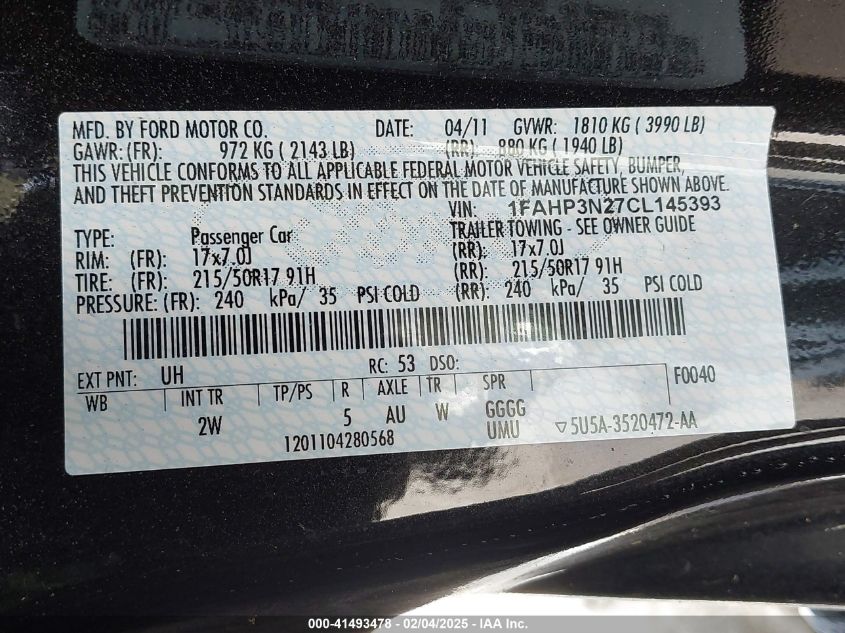 MFD. BY FORD MOTOR CO. DATE: 04/11 GVWR: 1810 KG ( 3990 LB)
GAWR: (FR): 972 KG ( 2143 LB) (RR): 880 KG ( 1940 LB)
THIS VEHICLE CONFORMS TO ALL APPLICABLE FEDERAL MOTOR VEHICLE SAFETY, BUMPER,
AND THEFT PREVENTION STANDARDS IN EFFECT ON THE DATE OF MANUFACTURE SHOWN ABOVE.
VIN: 1FAHP3N27CL145393
TYPE: Passenger Car TRAILER TOWING - SEE OWNER GUIDE
RIM: (FR): 17x7.0J (RR): 17x7.0J
TIRE: (FR): 215/50R17 91H (RR): 215/50R17 91H
PRESSURE: (FR): 240 kPa/ 35 PSI COLD (RR): 240 kPa/ 35 PSI COLD
EXT PNT: UH RC: 53 DSO: F0040
WB INT TR TP/PS R AXLE TR SPR
2W 5 AU W GGGG
UMU ▽5U5A-3520472-AA
1201104280568
000-41493478 - 02/04/2025 - IAA Inc.